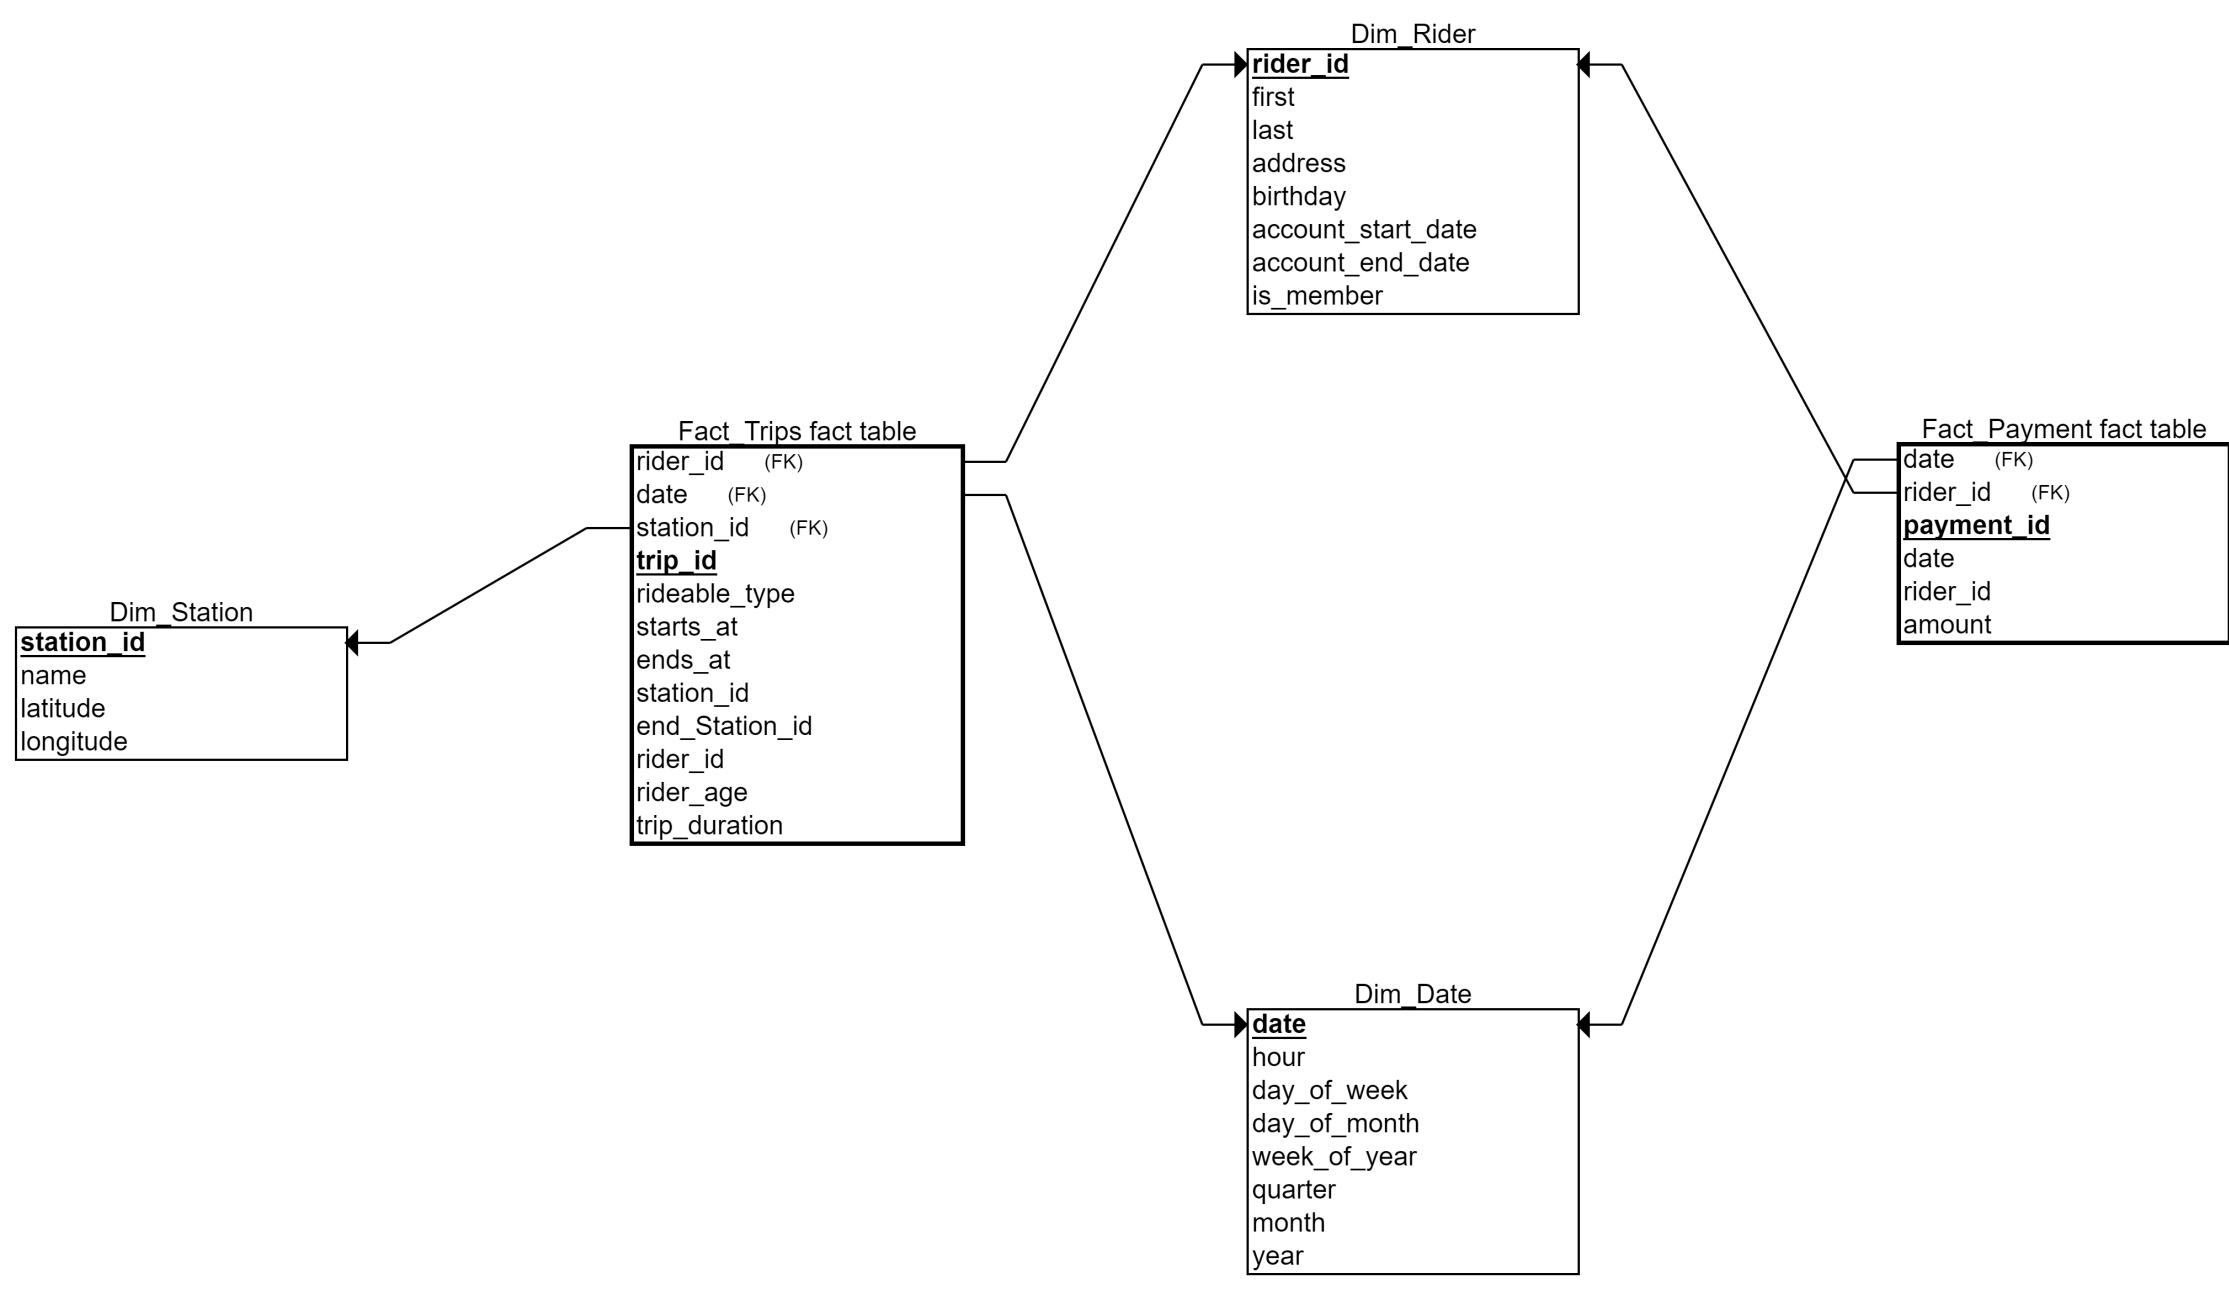 Dim_Rider
rider_id
first
last
address
birthday
account_start_date
account_end_date
is_member
Fact_Trips fact table
rider_id (FK)
date (FK)
station_id (FK)
trip_id
rideable_type
starts_at
ends_at
station_id
end_Station_id
rider_id
rider_age
trip_duration
Fact_Payment fact table
date (FK)
rider_id (FK)
payment_id
date
rider_id
amount
Dim_Station
station_id
name
latitude
longitude
Dim_Date
date
hour
day_of_week
day_of_month
week_of_year
quarter
month
year